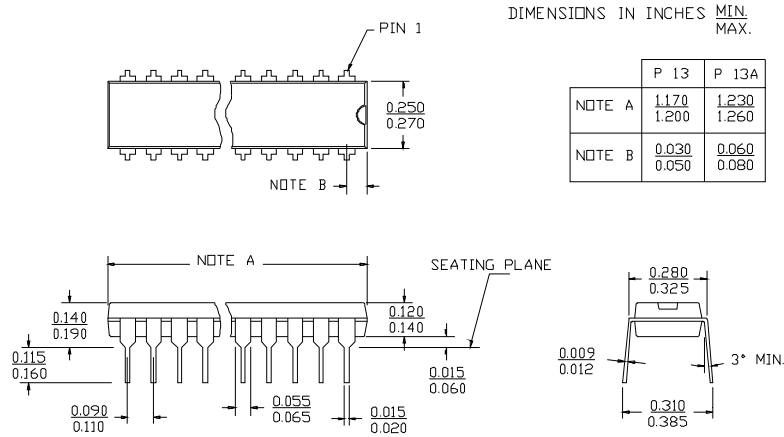 DIMENSIONS IN INCHES MIN.
MAX.
PIN 1
P 13 P 13A
NOTE A 1.170 1.230
1.200 1.260
NOTE B 0.030 0.060
0.050 0.080
0.250
0.270
NOTE B
NOTE A
SEATING PLANE
0.280
0.325
0.140
0.190
0.120
0.140
0.115
0.160
0.015
0.060
0.009
0.012
3° MIN.
0.090
0.110
0.055
0.065
0.015
0.020
0.310
0.385